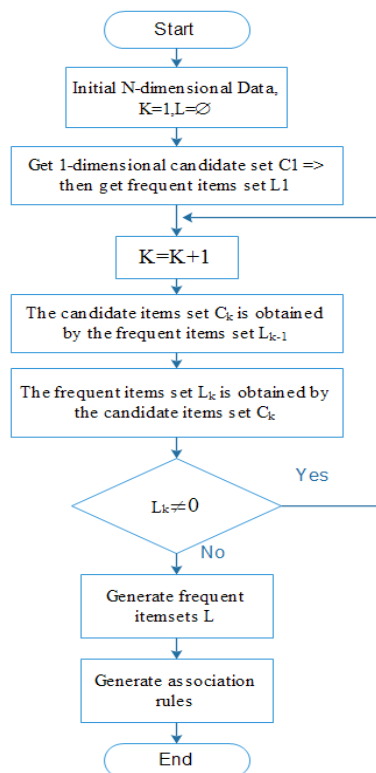 Start
Initial N-dimensional Data,
K=1,L=∅
Get 1-dimensional candidate set C1 =>
then get frequent items set L1
K=K+1
The candidate items set Cₖ is obtained
by the frequent items set Lₖ₋₁
The frequent items set Lₖ is obtained by
the candidate items set Cₖ
Lₖ≠0
Yes
No
Generate frequent
itemsets L
Generate association
rules
End